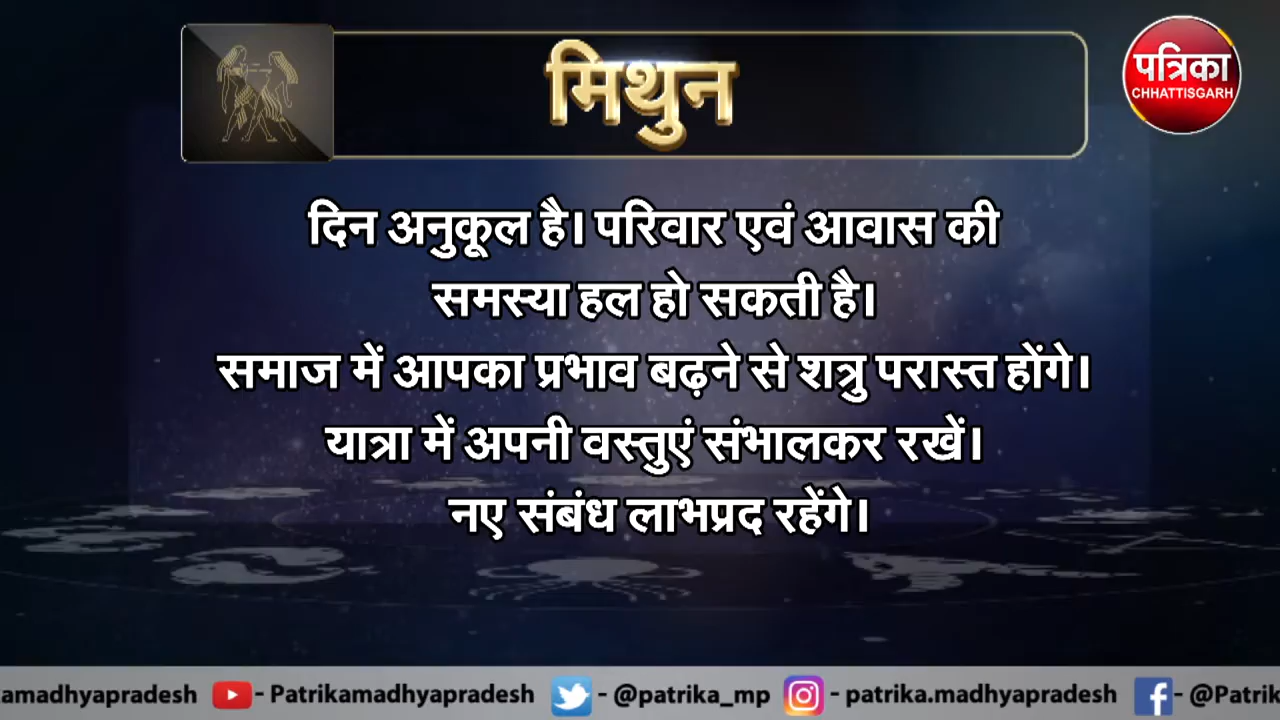 मिथुन
पत्रिका
CHHATTISGARH
दिन अनुकूल है। परिवार एवं आवास की
समस्या हल हो सकती है।
समाज में आपका प्रभाव बढ़ने से शत्रु परास्त होंगे।
यात्रा में अपनी वस्तुएं संभालकर रखें।
नए संबंध लाभप्रद रहेंगे।
amadhyapradesh - Patrikamadhyapradesh - @patrika_mp - patrika.madhyapradesh - @Patrik